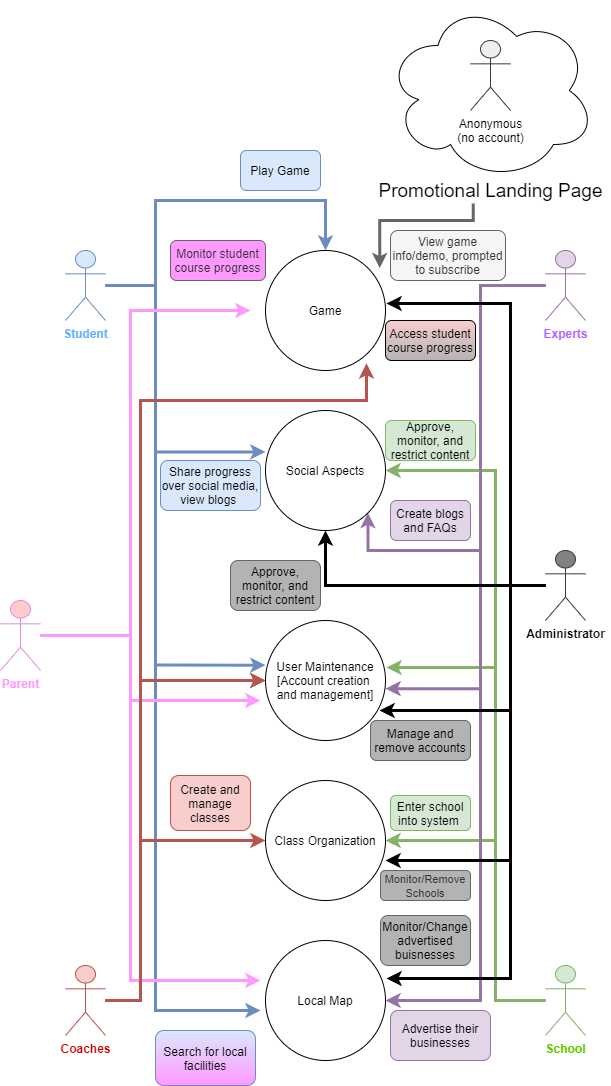 Anonymous
(no account)
Promotional Landing Page
Play Game
View game
info/demo, prompted
to subscribe
Monitor student
course progress
Student
Game
Experts
Access student
course progress
Approve,
monitor, and
restrict content
Social Aspects
Share progress
over social media,
view blogs
Create blogs
and FAQs
Approve,
monitor, and
restrict content
Administrator
Parent
User Maintenance
[Account creation
and management]
Manage and
remove accounts
Create and
manage
classes
Enter school
into system
Class Organization
Monitor/Remove
Schools
Monitor/Change
advertised
buisnesses
Local Map
Coaches
School
Advertise their
businesses
Search for local
facilities